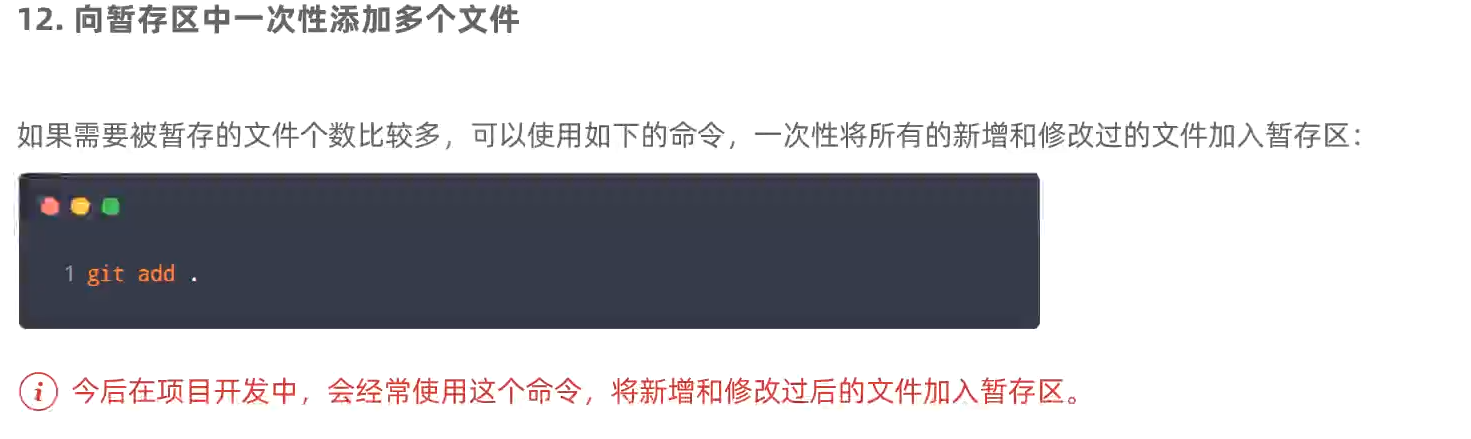 12. 向暂存区中一次性添加多个文件
如果需要被暂存的文件个数比较多，可以使用如下的命令，一次性将所有的新增和修改过的文件加入暂存区：
1 git add .
i 今后在项目开发中，会经常使用这个命令，将新增和修改过后的文件加入暂存区。